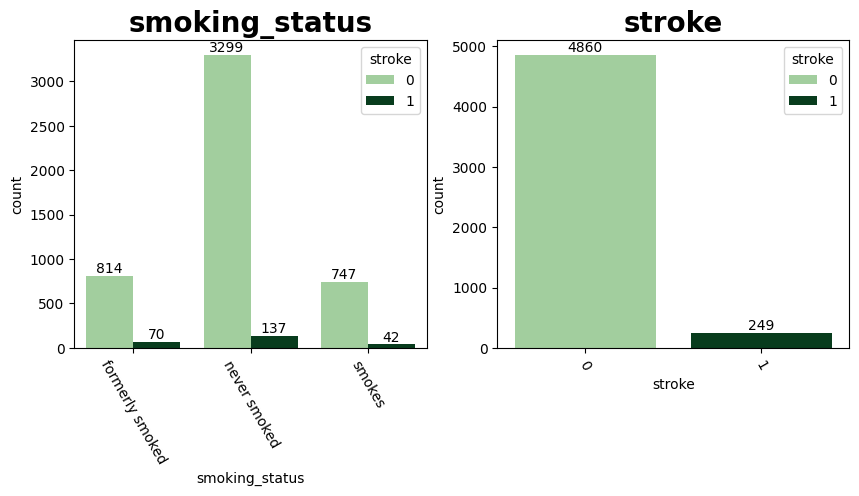 smoking_status
3299
814
70
137
747
42
stroke
0
1
3000
2500
2000
1500
1000
500
0
count
formerly smoked
never smoked
smokes
smoking_status
stroke
4860
249
stroke
0
1
5000
4000
3000
2000
1000
0
count
0
1
stroke